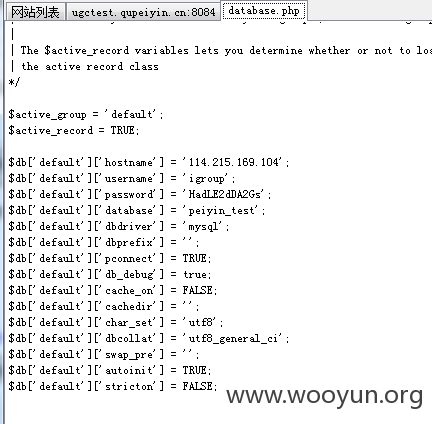 网站列表 ugctest.qupeiyin.cn:8084 database.php
|
| The $active_record variables lets you determine whether or not to loa
| the active record class
*/
$active_group = 'default';
$active_record = TRUE;
$db['default']['hostname'] = '114.215.169.104';
$db['default']['username'] = 'igroup';
$db['default']['password'] = 'HadLE2dDA2Gs';
$db['default']['database'] = 'peiyin_test';
$db['default']['dbdriver'] = 'mysql';
$db['default']['dbprefix'] = '';
$db['default']['pconnect'] = TRUE;
$db['default']['db_debug'] = true;
$db['default']['cache_on'] = FALSE;
$db['default']['cachedir'] = '';
$db['default']['char_set'] = 'utf8';
$db['default']['dbcollat'] = 'utf8_general_ci';
$db['default']['swap_pre'] = '';
$db['default']['autoinit'] = TRUE;
$db['default']['stricton'] = FALSE;
www.wooyun.org